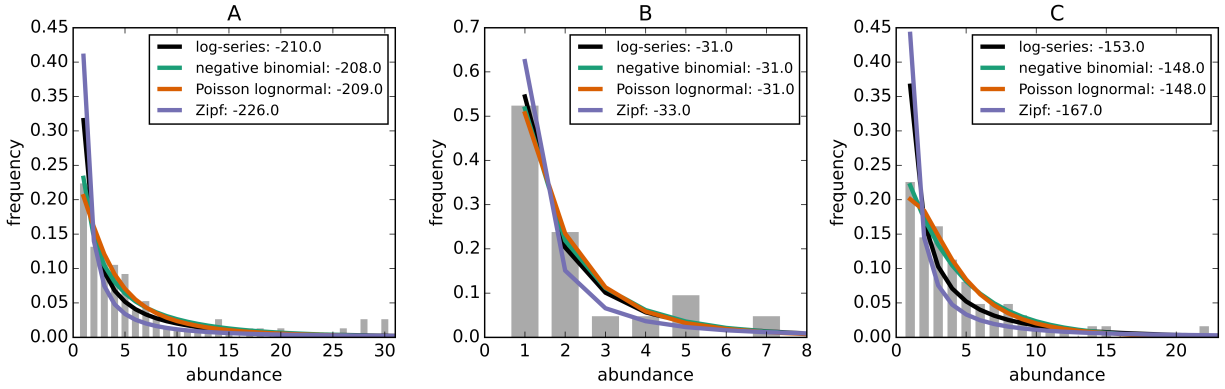 A
frequency
0.45
0.40
0.35
0.30
0.25
0.20
0.15
0.10
0.05
0.00
log-series: -210.0
negative binomial: -208.0
Poisson lognormal: -209.0
Zipf: -226.0
0 5 10 15 20 25 30
abundance
B
frequency
0.7
0.6
0.5
0.4
0.3
0.2
0.1
0.0
log-series: -31.0
negative binomial: -31.0
Poisson lognormal: -31.0
Zipf: -33.0
0 1 2 3 4 5 6 7 8
abundance
C
frequency
0.45
0.40
0.35
0.30
0.25
0.20
0.15
0.10
0.05
0.00
log-series: -153.0
negative binomial: -148.0
Poisson lognormal: -148.0
Zipf: -167.0
0 5 10 15 20
abundance